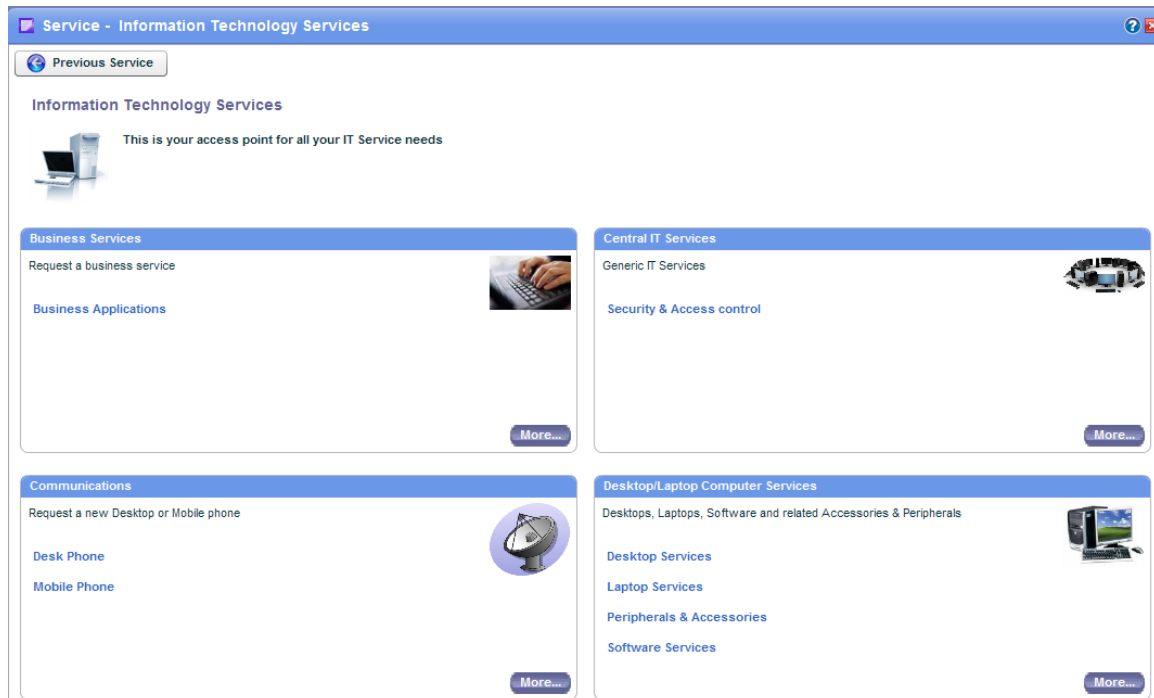 Service - Information Technology Services
Previous Service
Information Technology Services
This is your access point for all your IT Service needs
Business Services
Request a business service
Business Applications
More...
Central IT Services
Generic IT Services
Security & Access control
More...
Communications
Request a new Desktop or Mobile phone
Desk Phone
Mobile Phone
More...
Desktop/Laptop Computer Services
Desktops, Laptops, Software and related Accessories & Peripherals
Desktop Services
Laptop Services
Peripherals & Accessories
Software Services
More...